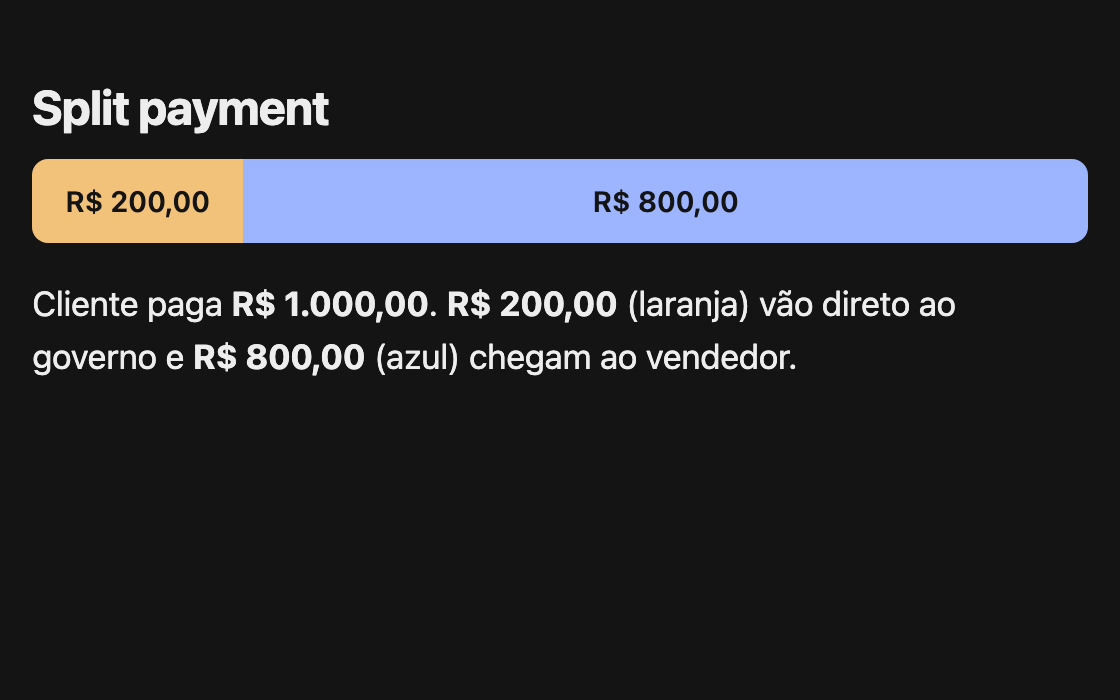 Split payment
R$ 200,00
R$ 800,00
Cliente paga R$ 1.000,00. R$ 200,00 (laranja) vão direto ao
governo e R$ 800,00 (azul) chegam ao vendedor.